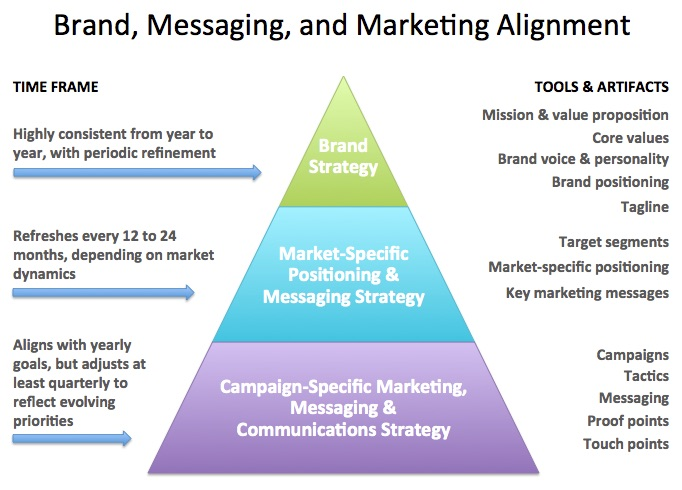 Brand, Messaging, and Marketing Alignment
TIME FRAME
Highly consistent from year to
year, with periodic refinement
Refreshes every 12 to 24
months, depending on market
dynamics
Aligns with yearly
goals, but adjusts at
least quarterly to
reflect evolving
priorities
Brand
Strategy
Market-Specific
Positioning &
Messaging Strategy
Campaign-Specific Marketing,
Messaging &
Communications Strategy
TOOLS & ARTIFACTS
Mission & value proposition
Core values
Brand voice & personality
Brand positioning
Tagline
Target segments
Market-specific positioning
Key marketing messages
Campaigns
Tactics
Messaging
Proof points
Touch points